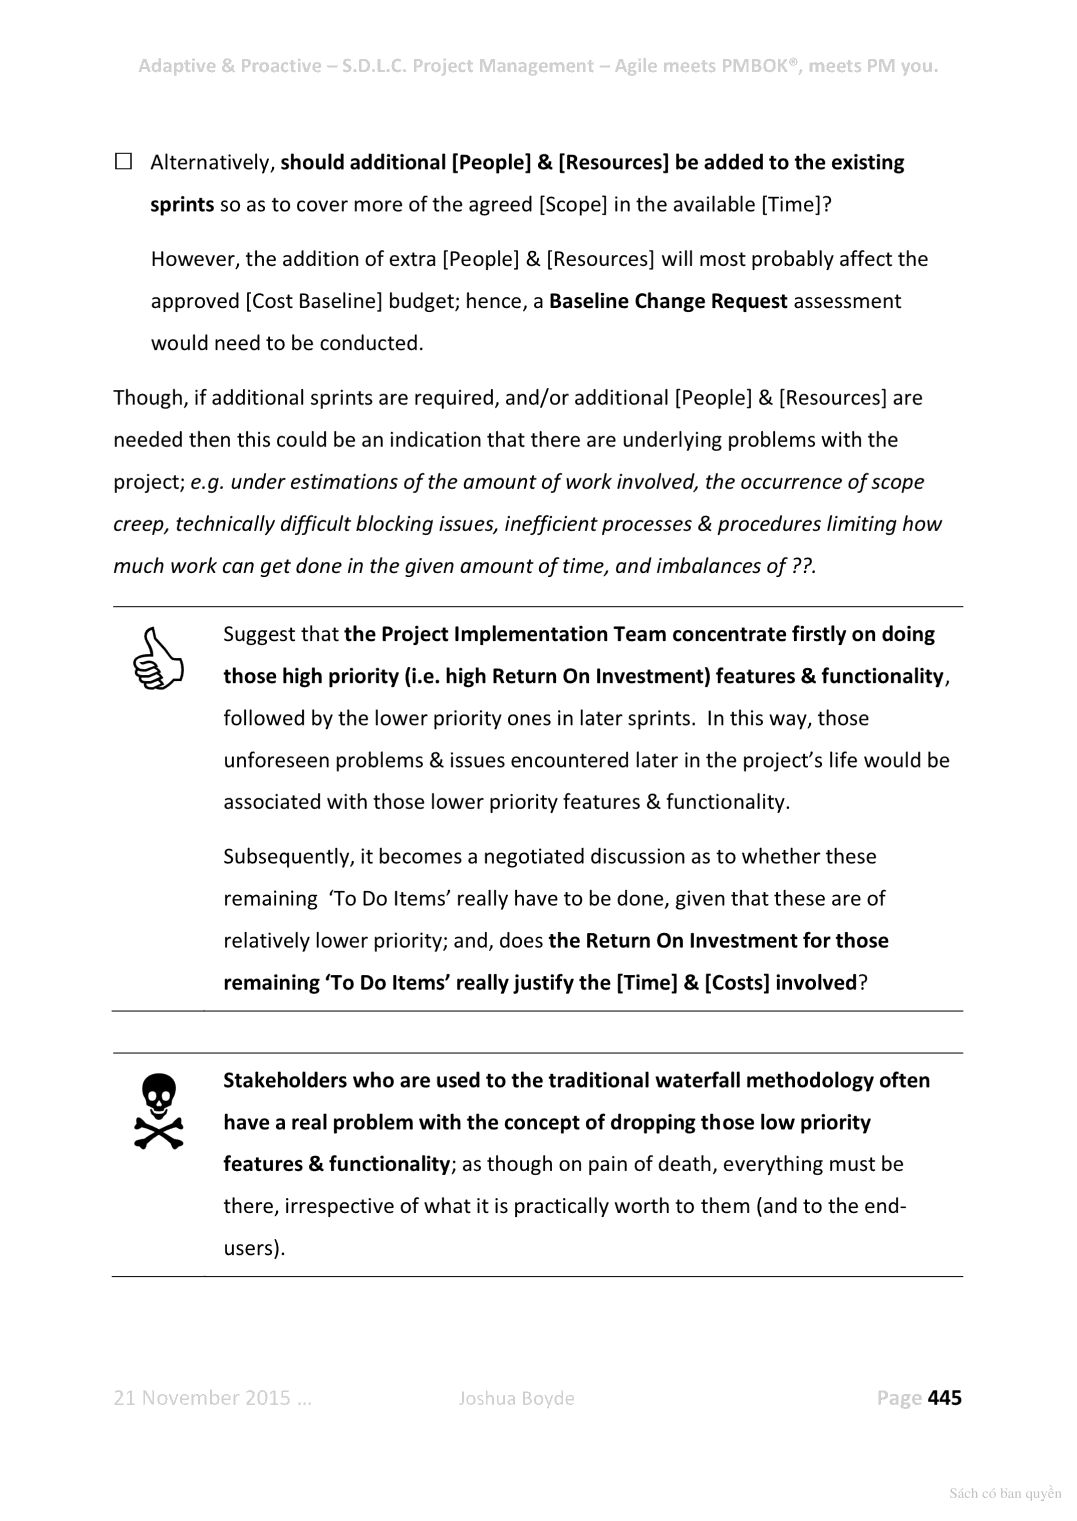 Adaptive & Proactive – S.D.L.C. Project Management – Agile meets PMBOK®, meets PM you.
☐ Alternatively, should additional [People] & [Resources] be added to the existing
sprints so as to cover more of the agreed [Scope] in the available [Time]?
However, the addition of extra [People] & [Resources] will most probably affect the
approved [Cost Baseline] budget; hence, a Baseline Change Request assessment
would need to be conducted.
Though, if additional sprints are required, and/or additional [People] & [Resources] are
needed then this could be an indication that there are underlying problems with the
project; e.g. under estimations of the amount of work involved, the occurrence of scope
creep, technically difficult blocking issues, inefficient processes & procedures limiting how
much work can get done in the given amount of time, and imbalances of ??.
Suggest that the Project Implementation Team concentrate firstly on doing
those high priority (i.e. high Return On Investment) features & functionality,
followed by the lower priority ones in later sprints.  In this way, those
unforeseen problems & issues encountered later in the project’s life would be
associated with those lower priority features & functionality.
Subsequently, it becomes a negotiated discussion as to whether these
remaining  ‘To Do Items’ really have to be done, given that these are of
relatively lower priority; and, does the Return On Investment for those
remaining ‘To Do Items’ really justify the [Time] & [Costs] involved?
Stakeholders who are used to the traditional waterfall methodology often
have a real problem with the concept of dropping those low priority
features & functionality; as though on pain of death, everything must be
there, irrespective of what it is practically worth to them (and to the end-
users).
21 November 2015 … Joshua Boyde Page 445
Sách có bản quyền